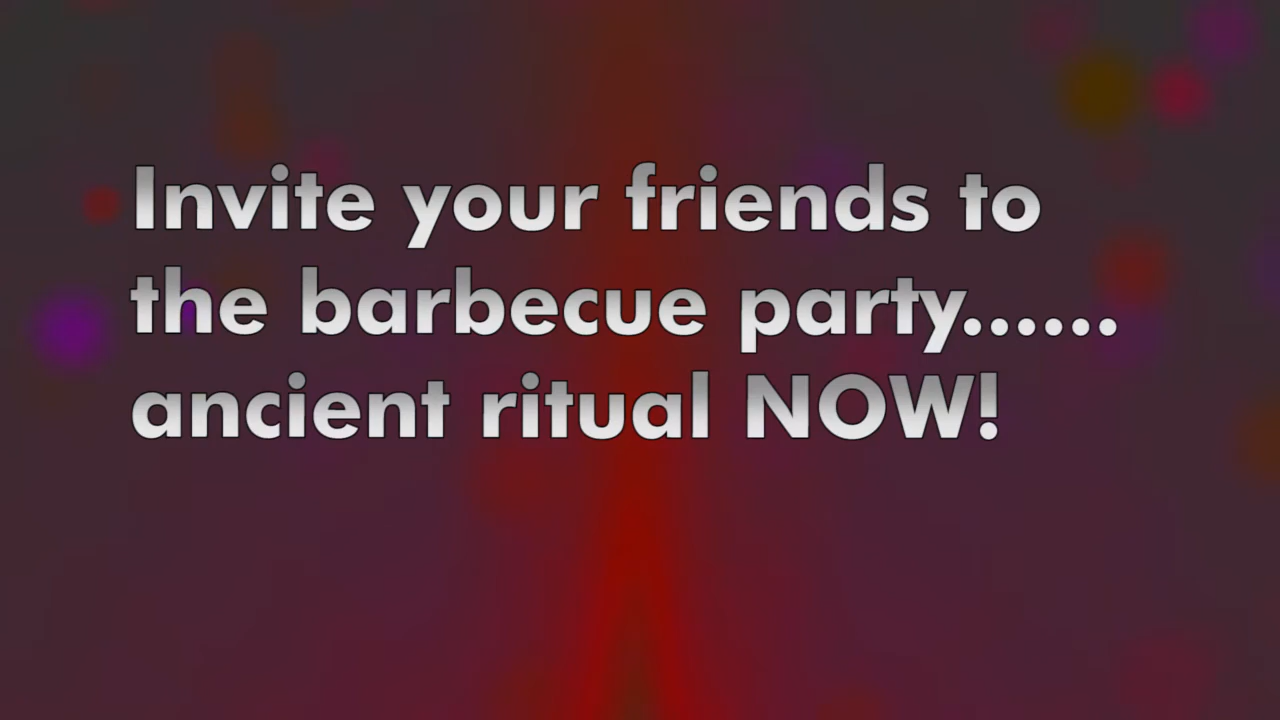 Invite your friends to
the barbecue party......
ancient ritual NOW!